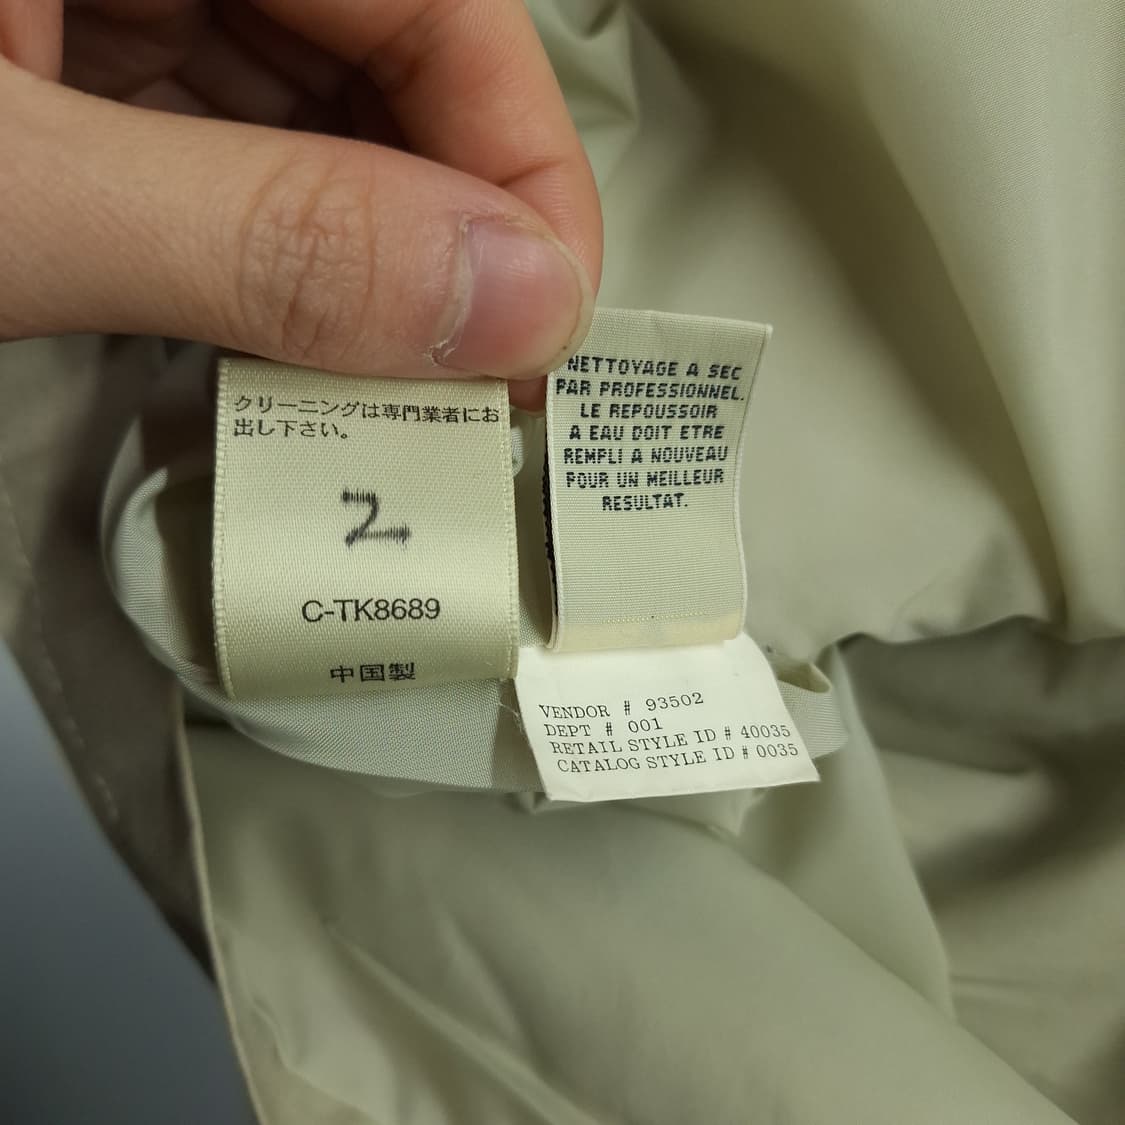 クリーニングは専門業者にお
出し下さい。
2
C-TK8689
中国製
NETTOYAGE A SEC
PAR PROFESSIONNEL.
LE REPOUSSOIR
A EAU DOIT ETRE
REMPLI A NOUVEAU
POUR UN MEILLEUR
RESULTAT.
VENDOR # 93502
DEPT # 001
RETAIL STYLE ID # 40035
CATALOG STYLE ID # 0035